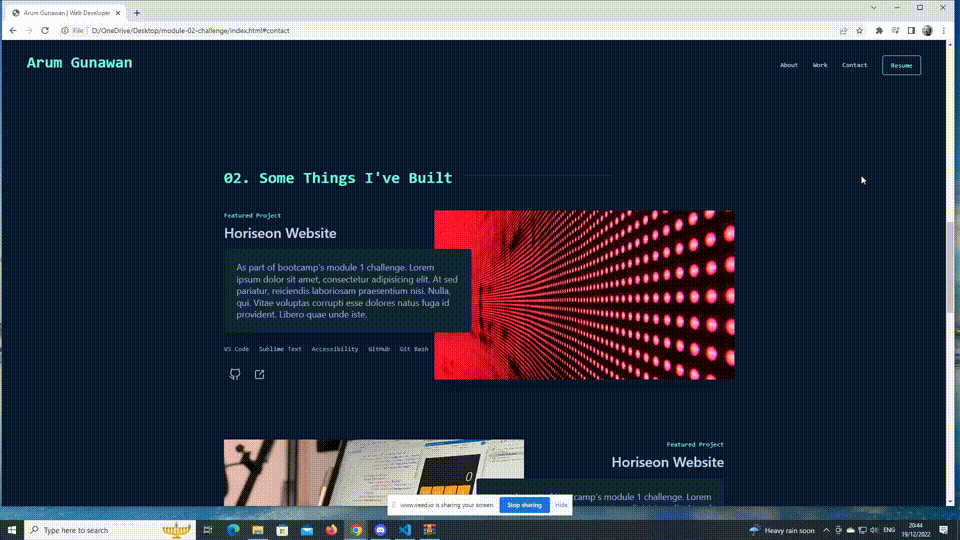 Arum Gunawan | Web Developer
File
D:/OneDrive/Desktop/module-02-challenge/index.html#contact
Arum Gunawan
About
Work
Contact
Resume
02. Some Things I've Built
Featured Project
Horiseon Website
As part of bootcamp's module 1 challenge. Lorem
ipsum dolor sit amet, consectetur adipisicing elit. At sed
pariatur, reiciendis laboriosam praesentium nisi. Nulla,
qui. Vitae voluptas corrupti esse dolores natus fuga id
provident. Libero quae unde iste.
VS Code
Sublime Text
Accessibility
GitHub
Git Bash
Featured Project
Horiseon Website
0
camp's module 1 challenge. Lorem
www.veed.io is sharing your screen.
Stop sharing
Hide
Type here to search
Heavy rain soon
ENG
20:44
19/12/2022